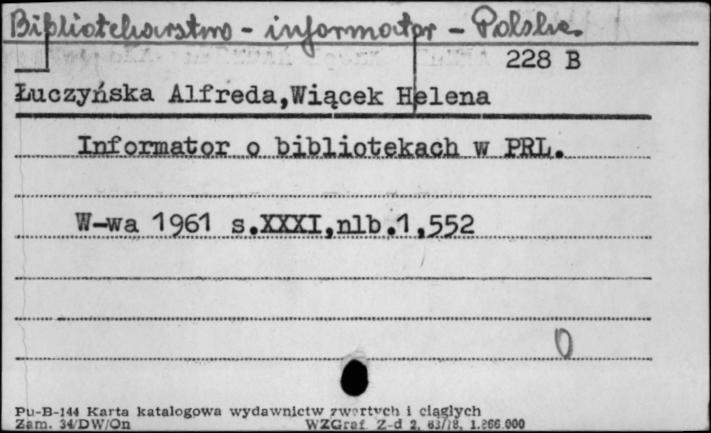 Bibliotekarstwo - informator - Polska
228 B
Łuczyńska Alfreda,Wiącek Helena
Informator o bibliotekach w PRL.
W-wa 1961 s.XXXI,nlb.1,552
0
Pu-B-144 Karta katalogowa wydawnictw zwartych i ciągłych
Zam. 34/DW/On WZGraf. Z-d 2, 63/78, 1.266.000